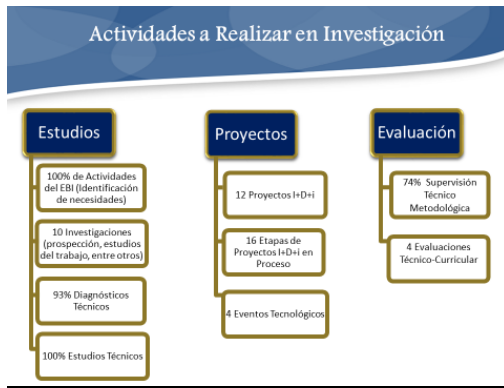 Actividades a Realizar en Investigación
Estudios
100% de Actividades
del EBI (Identificación
de necesidades)
10 Investigaciones
(prospección, estudios
del trabajo, entre otros)
93% Diagnósticos
Técnicos
100% Estudios Técnicos
Proyectos
12 Proyectos I+D+i
16 Etapas de
Proyectos I+D+i en
Proceso
4 Eventos Tecnológicos
Evaluación
74% Supervisión
Técnico
Metodológica
4 Evaluaciones
Técnico-Curricular